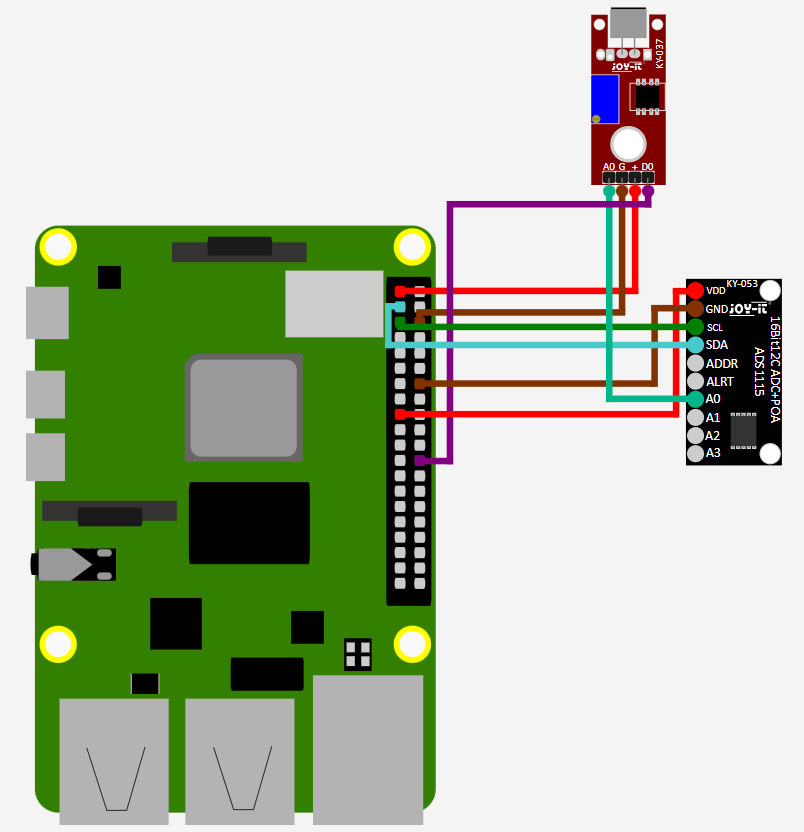 KY-037
JOY-IT
A0 G + D0
KY-053
JOY-IT
VDD
GND
SCL
SDA
ADDR
ALRT
A0
A1
A2
A3
16Bit12C ADC+POA
ADS1115